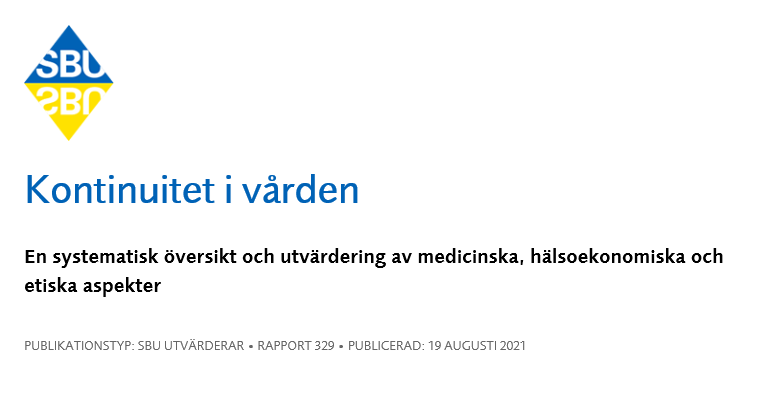 SBU
SBU
Kontinuitet i vården
En systematisk översikt och utvärdering av medicinska, hälsoekonomiska och
etiska aspekter
PUBLIKATIONSTYP: SBU UTVÄRDERAR • RAPPORT 329 • PUBLICERAD: 19 AUGUSTI 2021